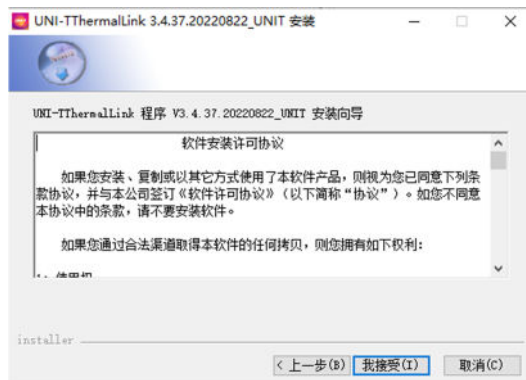 UNI-TThermalLink 3.4.37.20220822_UNIT 安装
UNI-TThermalLink 程序 V3.4.37.20220822_UNIT 安装向导
软件安装许可协议
如果您安装、复制或以其它方式使用了本软件产品，则视为您已同意下列条
款协议，并与本公司签订《软件许可协议》（以下简称“协议”）。如您不同意
本协议中的条款，请不要安装软件。
如果您通过合法渠道取得本软件的任何拷贝，则您拥有如下权利：
installer
< 上一步(B) 我接受(I) 取消(C)